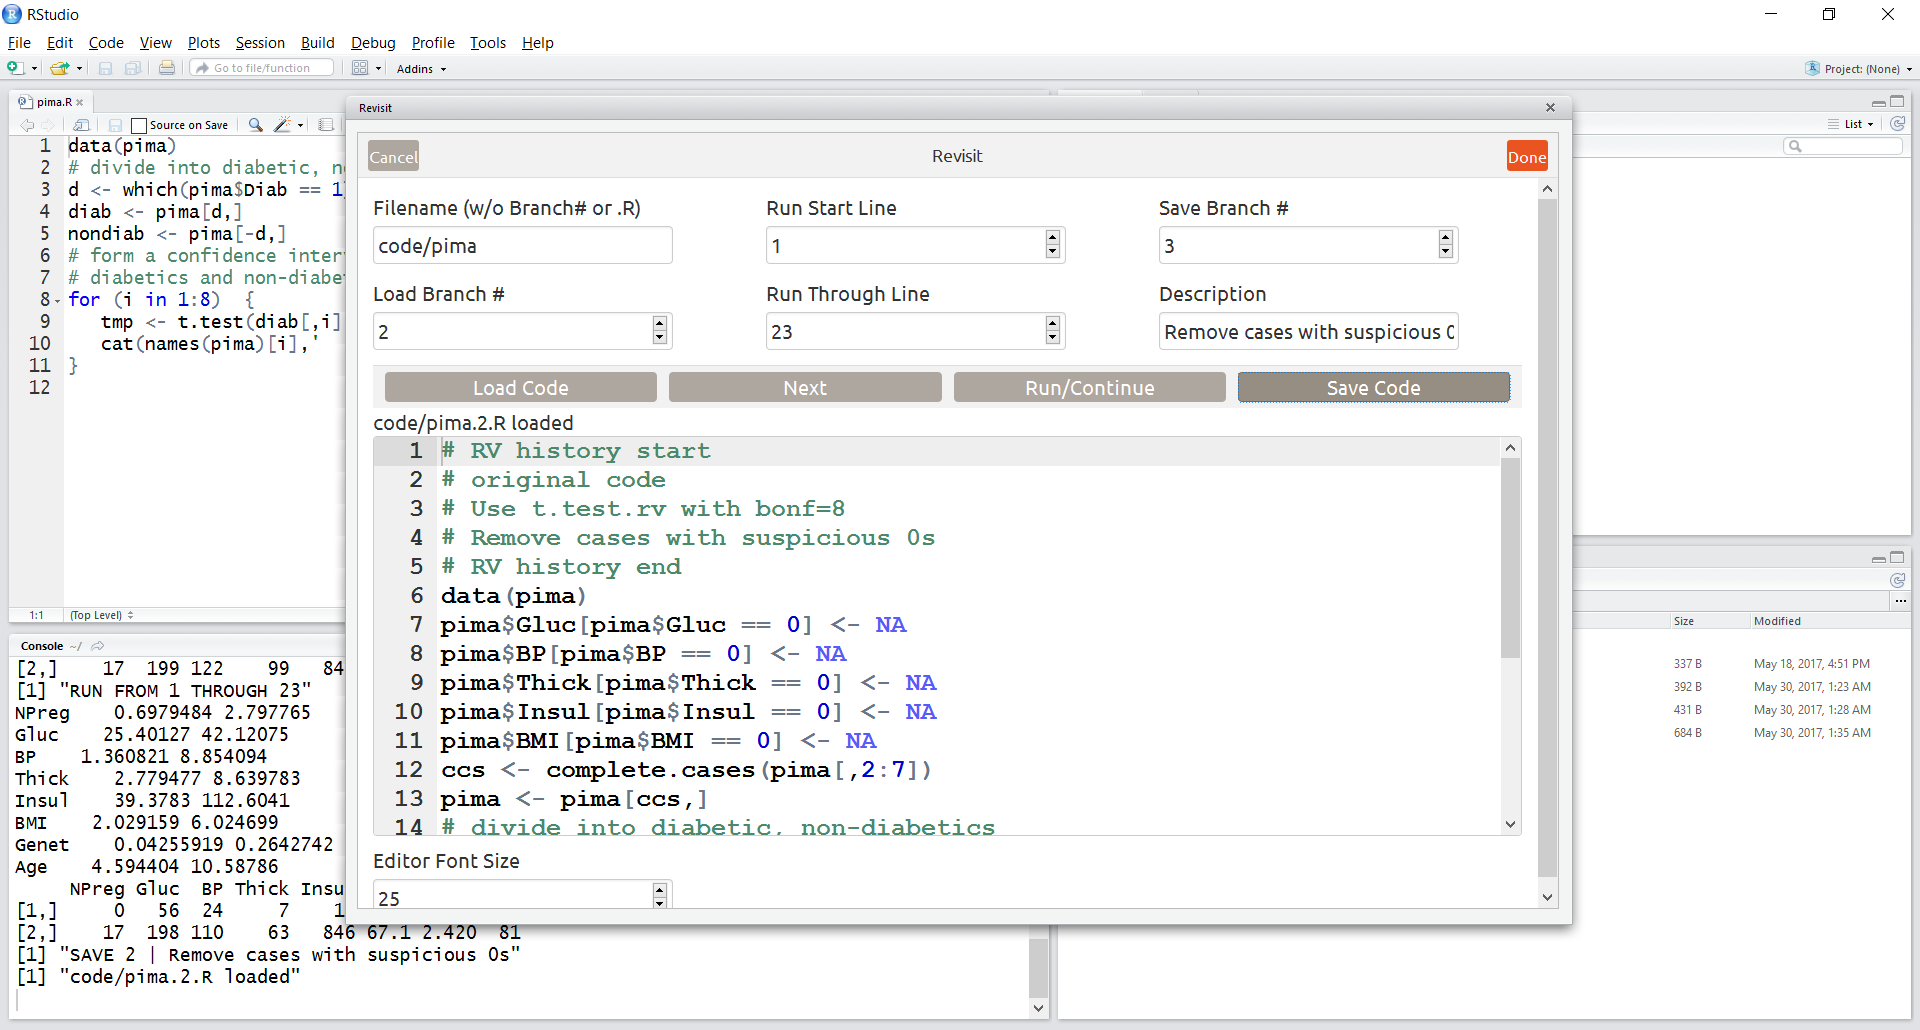 RStudio
File Edit Code View Plots Session Build Debug Profile Tools Help
Go to file/function Addins Project: (None)
pima.R
Source on Save
1 data(pima)
2 # divide into diabetic, n
3 d <- which(pima$Diab == 1
4 diab <- pima[d,]
5 nondiab <- pima[-d,]
6 # form a confidence inter
7 # diabetics and non-diabe
8 for (i in 1:8) {
9 tmp <- t.test(diab[,i]
10 cat(names(pima)[i],'
11 }
12
1:1 (Top Level)
Console ~/
[2,] 17 199 122 99 84
[1] "RUN FROM 1 THROUGH 23"
NPreg 0.6979484 2.797765
Gluc 25.40127 42.12075
BP 1.360821 8.854094
Thick 2.779477 8.639783
Insul 39.3783 112.6041
BMI 2.029159 6.024699
Genet 0.04255919 0.2642742
Age 4.594404 10.58786
NPreg Gluc BP Thick Insu
[1,] 0 56 24 7 1
[2,] 17 198 110 63 846 67.1 2.420 81
[1] "SAVE 2 | Remove cases with suspicious 0s"
[1] "code/pima.2.R loaded"
Revisit
Cancel Revisit Done
Filename (w/o Branch# or .R) Run Start Line Save Branch #
code/pima 1 3
Load Branch # Run Through Line Description
2 23 Remove cases with suspicious 0
Load Code Next Run/Continue Save Code
code/pima.2.R loaded
1 # RV history start
2 # original code
3 # Use t.test.rv with bonf=8
4 # Remove cases with suspicious 0s
5 # RV history end
6 data(pima)
7 pima$Gluc[pima$Gluc == 0] <- NA
8 pima$BP[pima$BP == 0] <- NA
9 pima$Thick[pima$Thick == 0] <- NA
10 pima$Insul[pima$Insul == 0] <- NA
11 pima$BMI[pima$BMI == 0] <- NA
12 ccs <- complete.cases(pima[,2:7])
13 pima <- pima[ccs,]
14 # divide into diabetic, non-diabetics
Editor Font Size
25
List
Size Modified
337 B May 18, 2017, 4:51 PM
392 B May 30, 2017, 1:23 AM
431 B May 30, 2017, 1:28 AM
684 B May 30, 2017, 1:35 AM